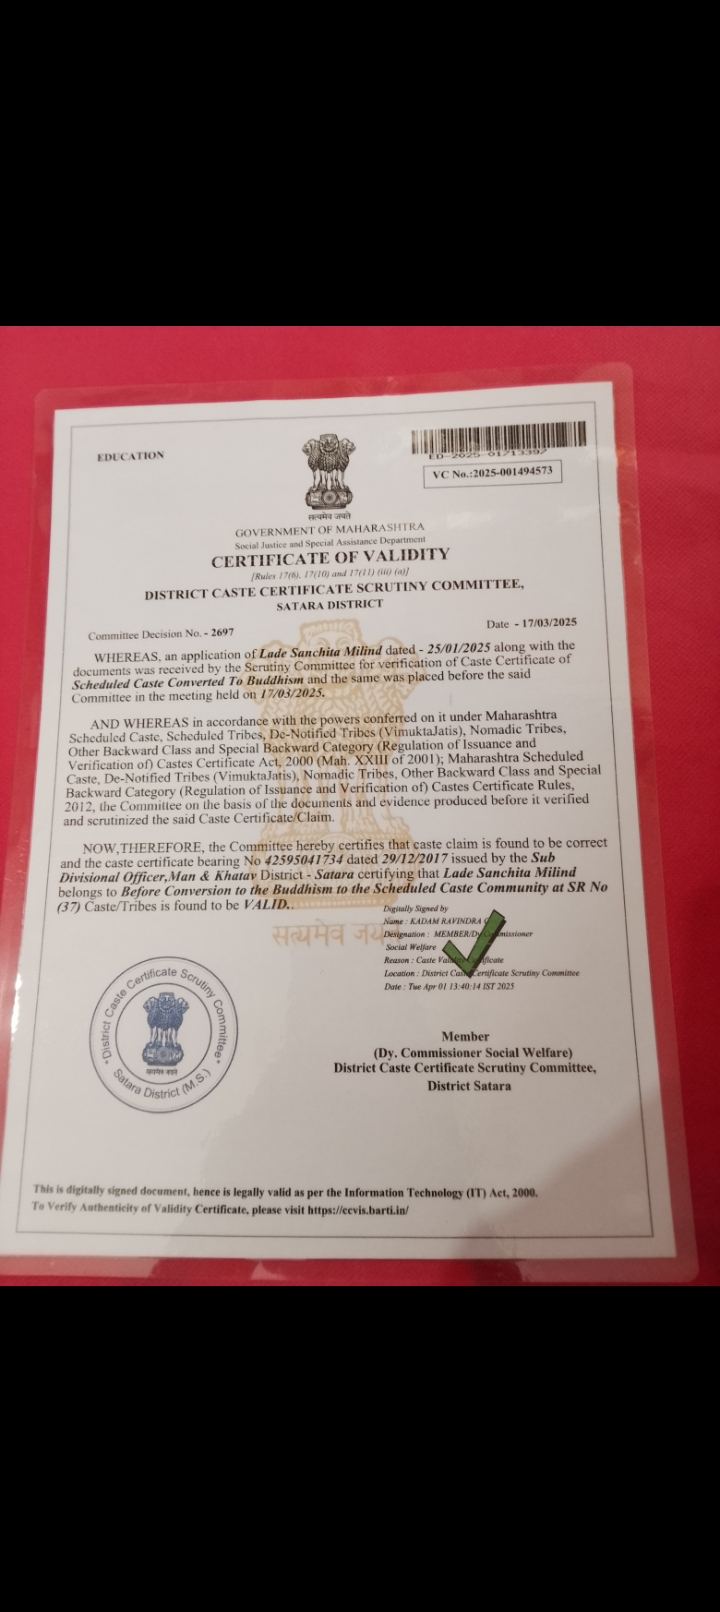 EDUCATION
VC No.:2025-001494573
सत्यमेव जयते
GOVERNMENT OF MAHARASHTRA
Social Justice and Special Assistance Department
CERTIFICATE OF VALIDITY
[Rules 17(6), 17(10) and 17(11) (ii) (a)]
DISTRICT CASTE CERTIFICATE SCRUTINY COMMITTEE,
SATARA DISTRICT
Committee Decision No. - 2697
Date - 17/03/2025
WHEREAS, an application of Lade Sanchita Milind dated - 25/01/2025 along with the
documents was received by the Scrutiny Committee for verification of Caste Certificate of
Scheduled Caste Converted To Buddhism and the same was placed before the said
Committee in the meeting held on 17/03/2025.
AND WHEREAS in accordance with the powers conferred on it under Maharashtra
Scheduled Caste, Scheduled Tribes, De-Notified Tribes (VimuktaJatis), Nomadic Tribes,
Other Backward Class and Special Backward Category (Regulation of Issuance and
Verification of) Castes Certificate Act, 2000 (Mah. XXIII of 2001); Maharashtra Scheduled
Caste, De-Notified Tribes (VimuktaJatis), Nomadic Tribes, Other Backward Class and Special
Backward Category (Regulation of Issuance and Verification of) Castes Certificate Rules,
2012, the Committee on the basis of the documents and evidence produced before it verified
and scrutinized the said Caste Certificate/Claim.
NOW,THEREFORE, the Committee hereby certifies that caste claim is found to be correct
and the caste certificate bearing No 42595041734 dated 29/12/2017 issued by the Sub
Divisional Officer,Man & Khatav District - Satara certifying that Lade Sanchita Milind
belongs to Before Conversion to the Buddhism to the Scheduled Caste Community at SR No
(37) Caste/Tribes is found to be VALID..
सत्यमेव
Digitally Signed by
Name : KADAM RAVINDRA
Designation : MEMBER/Dy
Social Welfare
Reason : Caste
Location : District Certificate Scrutiny Committee
Date : Tue Apr 01 13:40:14 IST 2025
District Caste Certificate Scrutiny Committee
Satara District (M.S.)
Member
(Dy. Commissioner Social Welfare)
District Caste Certificate Scrutiny Committee,
District Satara
This is digitally signed document, hence is legally valid as per the Information Technology (IT) Act, 2000.
To Verify Authenticity of Validity Certificate, please visit https://ccvis.barti.in/